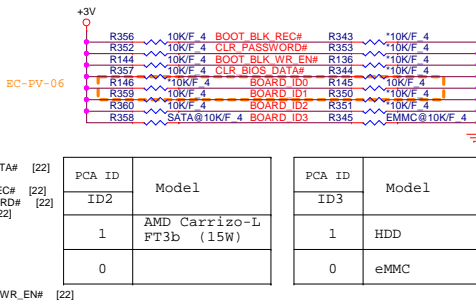 +3V
R356 10K/F_4 BOOT_BLK_REC# R343 *10K/F_4
R352 10K/F_4 CLR_PASSWORD# R353 *10K/F_4
R144 10K/F_4 BOOT_BLK_WR_EN# R136 *10K/F_4
R357 10K/F_4 CLR_BIOS_DATA# R344 *10K/F_4
EC-PV-06
R146 *10K/F_4 BOARD_ID0 R145 *10K/F_4
R359 10K/F_4 BOARD_ID1 R350 *10K/F_4
R360 10K/F_4 BOARD_ID2 R351 *10K/F_4
R358 SATA@10K/F_4 BOARD_ID3 R345 EMMC@10K/F_4
TA# [22]
EC# [22]
RD# [22]
22]
WR_EN# [22]
PCA ID Model
ID2
1 AMD Carrizo-L
FT3b (15W)
0
PCA ID Model
ID3
1 HDD
0 eMMC